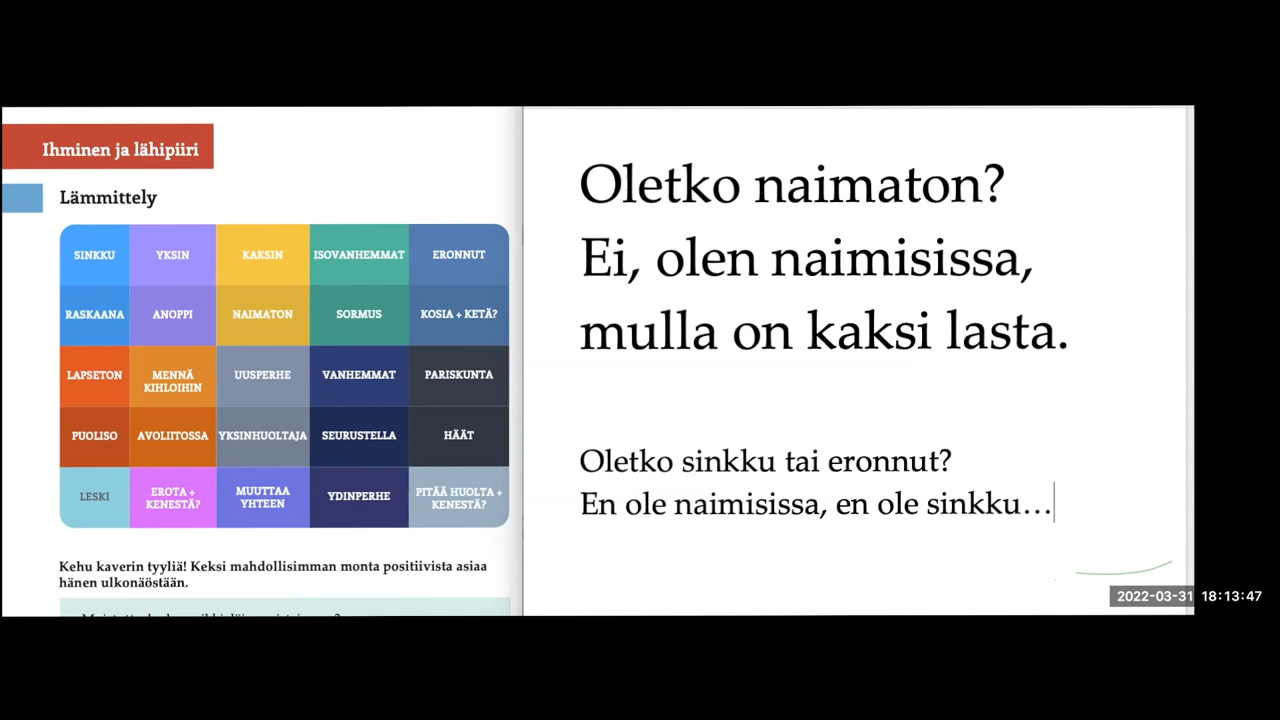 Ihminen ja lähipiiri
Lämmittely
SINKKU YKSIN KAKSIN ISOVANHEMMAT ERONNUT
RASKAANA ANOPPI NAIMATON SORMUS KOSIA + KETÄ?
LAPSETON MENNÄ KIHLOIHIN UUSPERHE VANHEMMAT PARISKUNTA
PUOLISO AVOLIITOSSA YKSINHUOLTAJA SEURUSTELLA HÄÄT
LESKI EROTA + KENESTÄ? MUUTTAA YHTEEN YDINPERHE PITÄÄ HUOLTA + KENESTÄ?
Kehu kaverin tyyliä! Keksi mahdollisimman monta positiivista asiaa
hänen ulkonäöstään.
Oletko naimaton?
Ei, olen naimisissa,
mulla on kaksi lasta.
Oletko sinkku tai eronnut?
En ole naimisissa, en ole sinkku…
2022-03-31 18:13:47